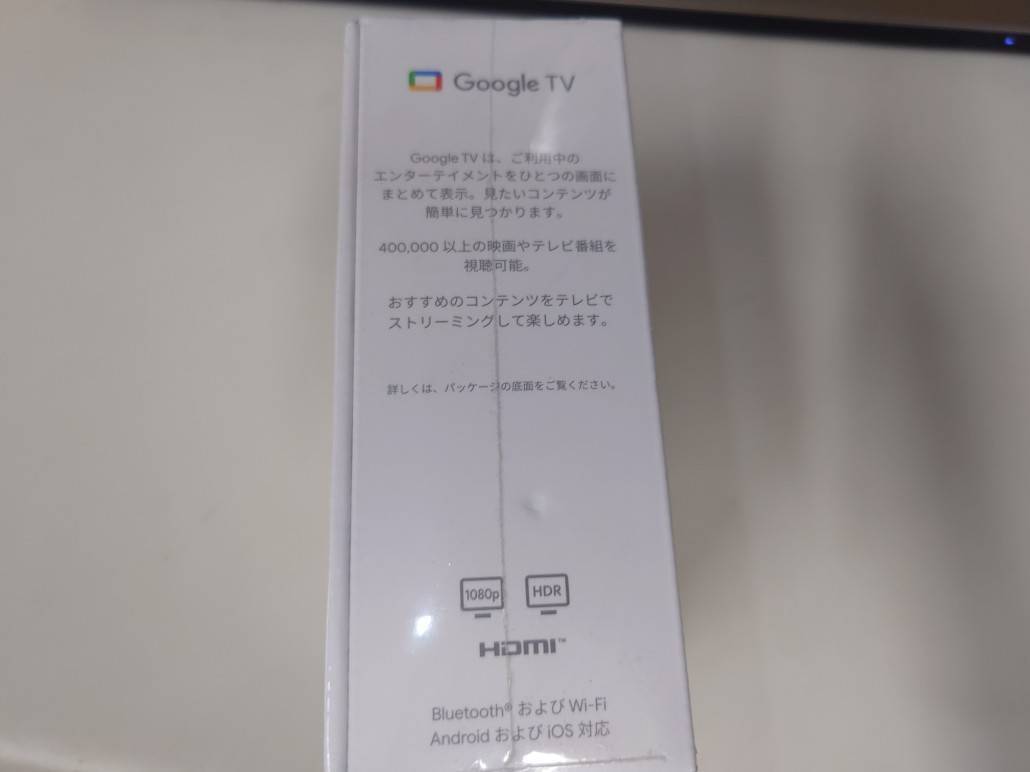 Google TV
Google TV は、ご利用中の
エンターテイメントをひとつの画面に
まとめて表示。見たいコンテンツが
簡単に見つかります。
400,000 以上の映画やテレビ番組を
視聴可能。
おすすめのコンテンツをテレビで
ストリーミングして楽しめます。
詳しくは、パッケージの底面をご覧ください。
1080p HDR
HDMI™
Bluetooth® および Wi-Fi
Android および iOS 対応